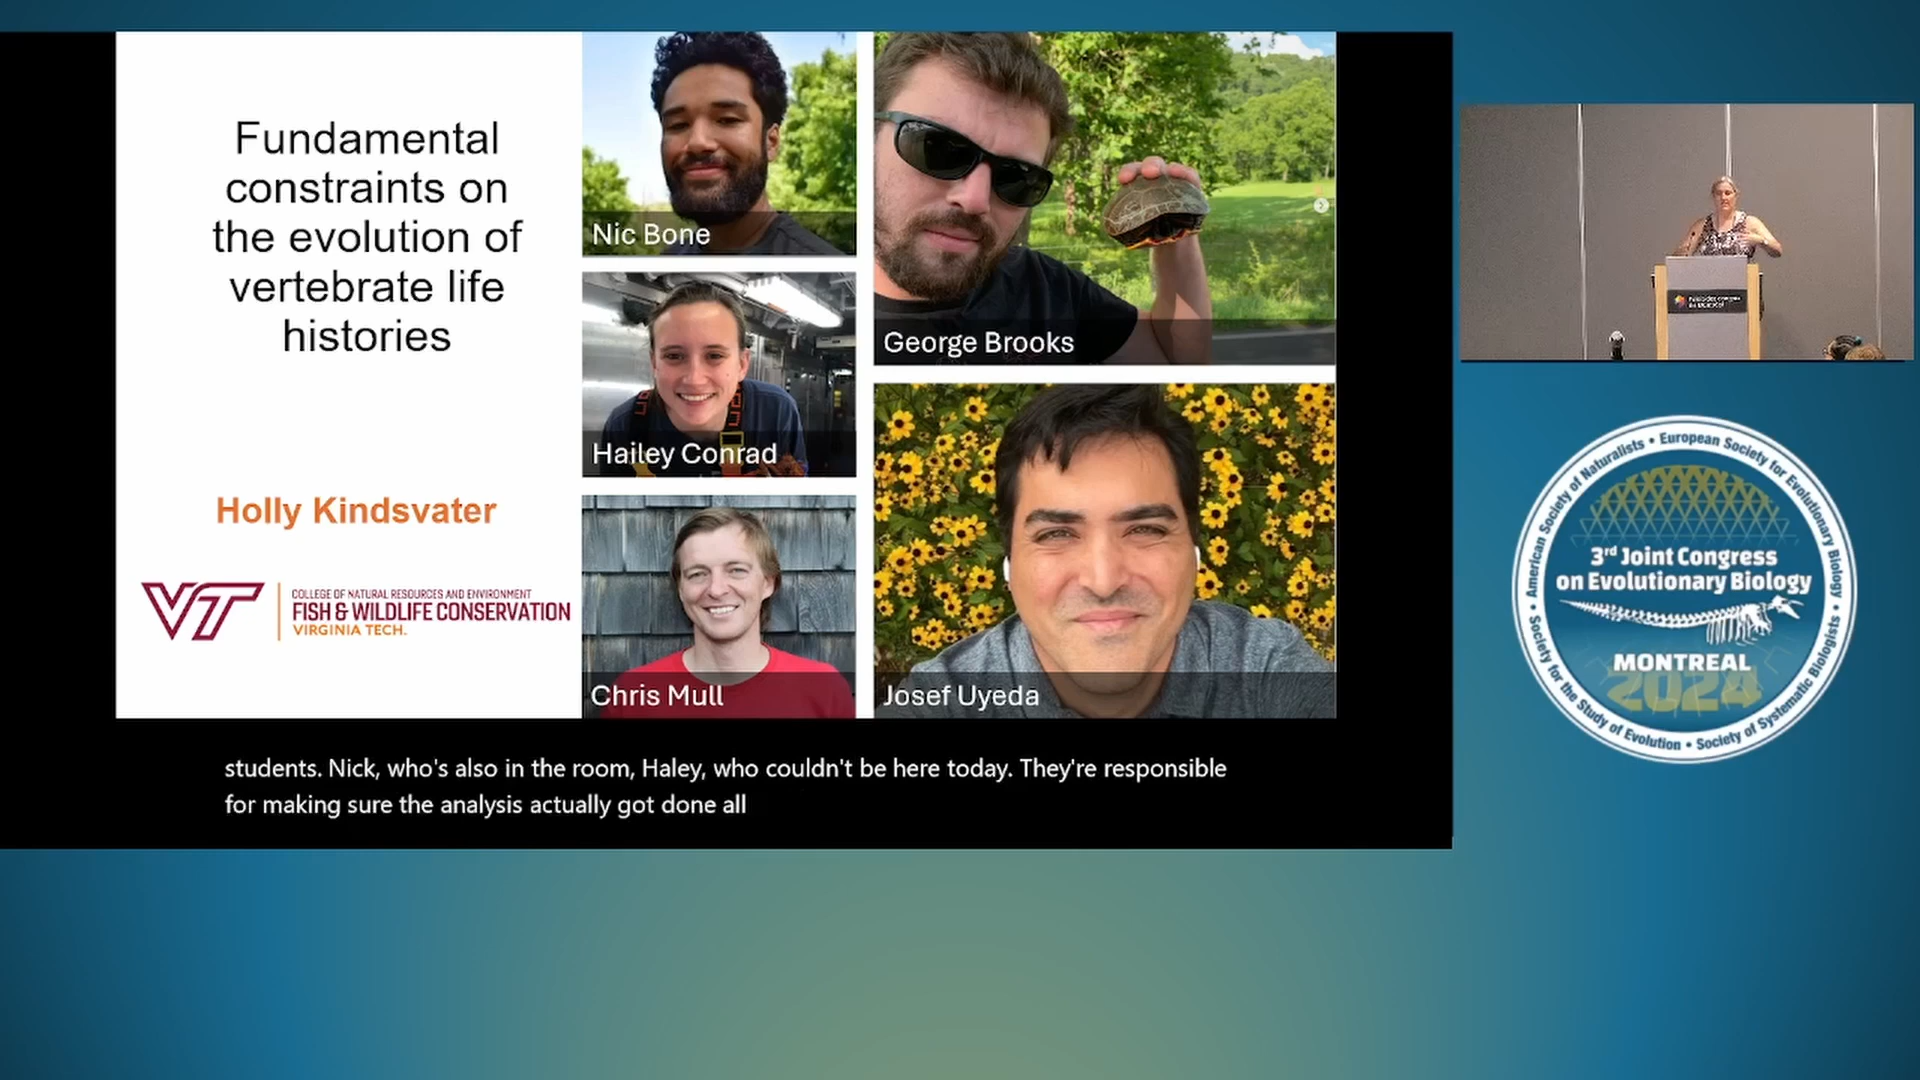 Fundamental
constraints on
the evolution of
vertebrate life
histories
Holly Kindsvater
VT
COLLEGE OF NATURAL RESOURCES AND ENVIRONMENT
FISH & WILDLIFE CONSERVATION
VIRGINIA TECH.
Nic Bone
Hailey Conrad
Chris Mull
George Brooks
Josef Uyeda
students. Nick, who's also in the room, Haley, who couldn't be here today. They're responsible
for making sure the analysis actually got done all
American Society of Naturalists • European Society for Evolutionary Biology •
Society for the Study of Evolution • Society of Systematic Biologists •
3rd Joint Congress
on Evolutionary Biology
MONTREAL
2024